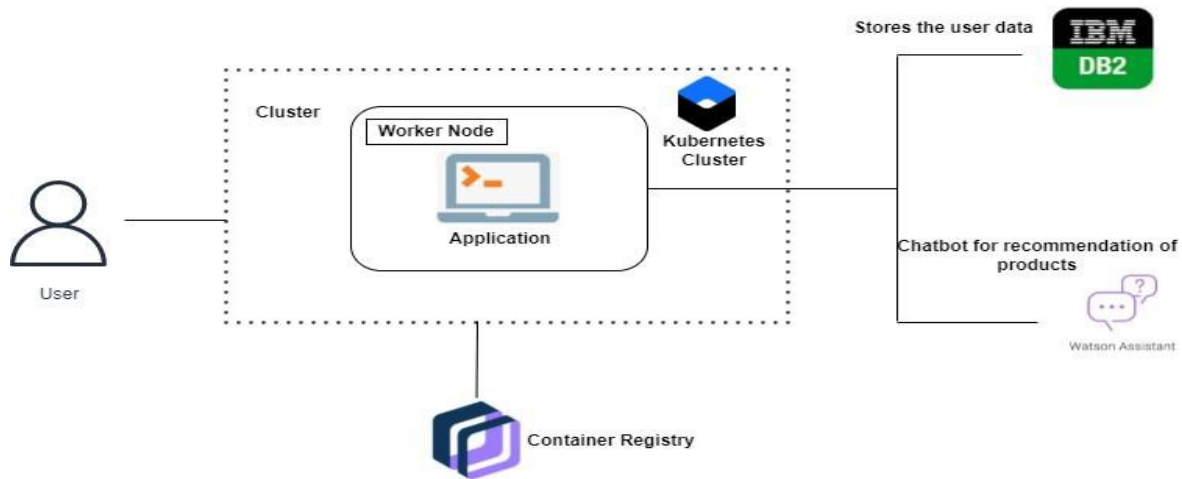 Stores the user data
IBM
DB2
Cluster
Worker Node
Kubernetes
Cluster
Application
User
Chatbot for recommendation of
products
?
Watson Assistant
Container Registry